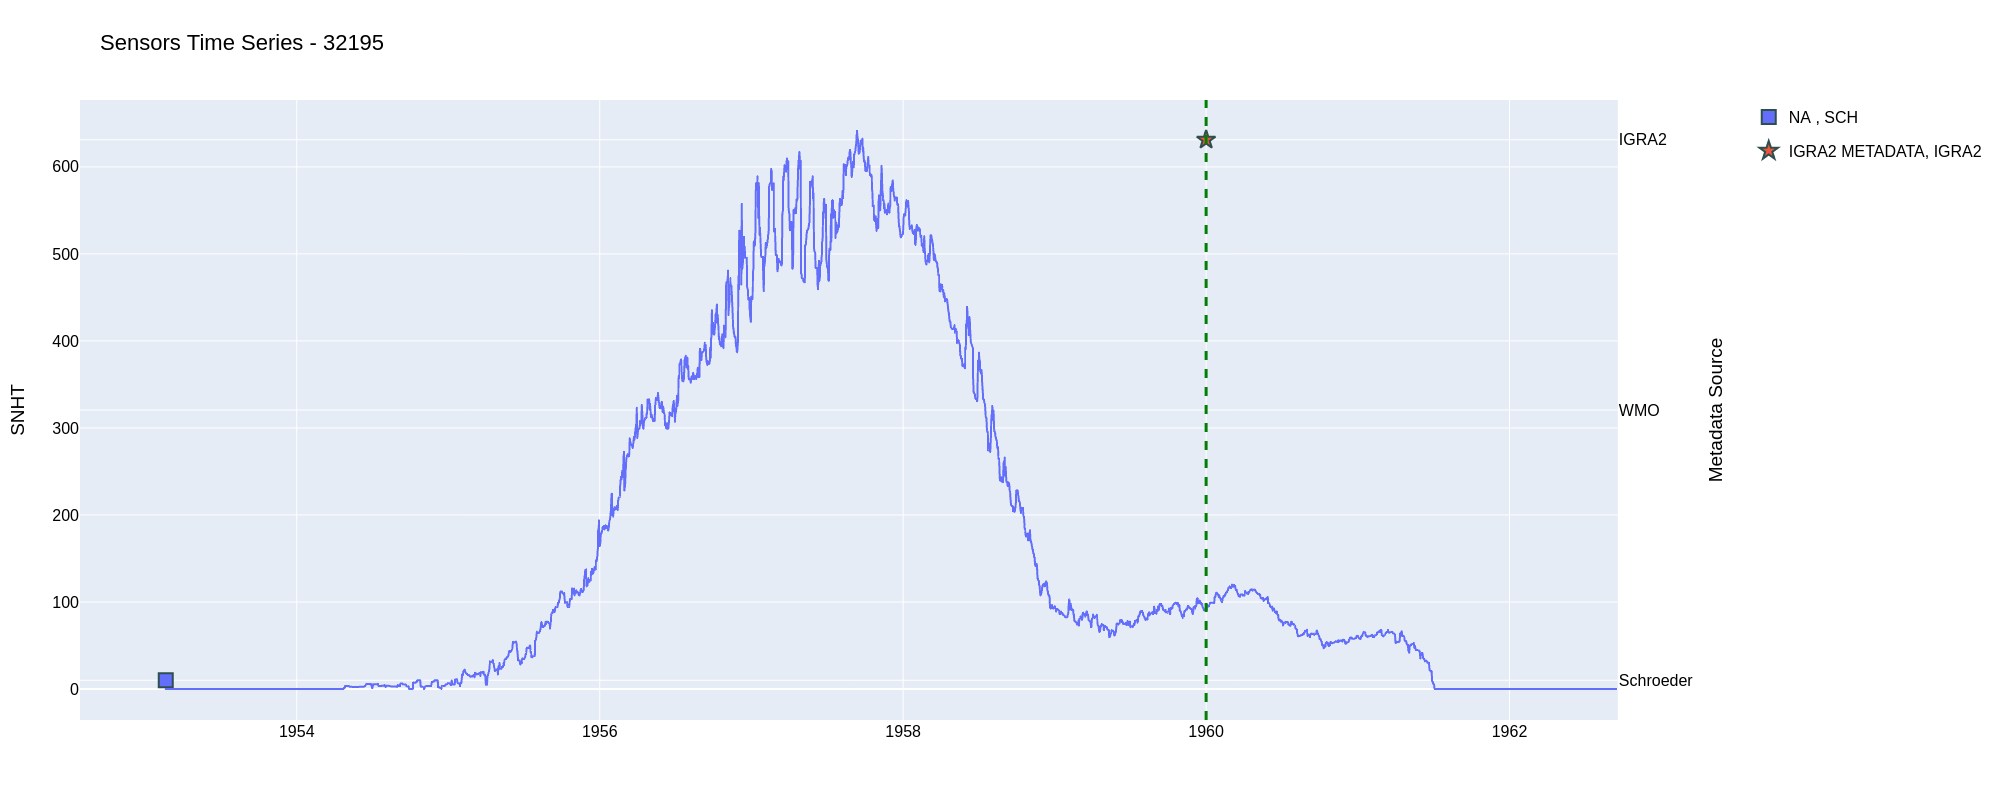 Sensors Time Series - 32195
NA , SCH
IGRA2 METADATA, IGRA2
SNHT
600
500
400
300
200
100
0
IGRA2
WMO
Schroeder
Metadata Source
1954
1956
1958
1960
1962